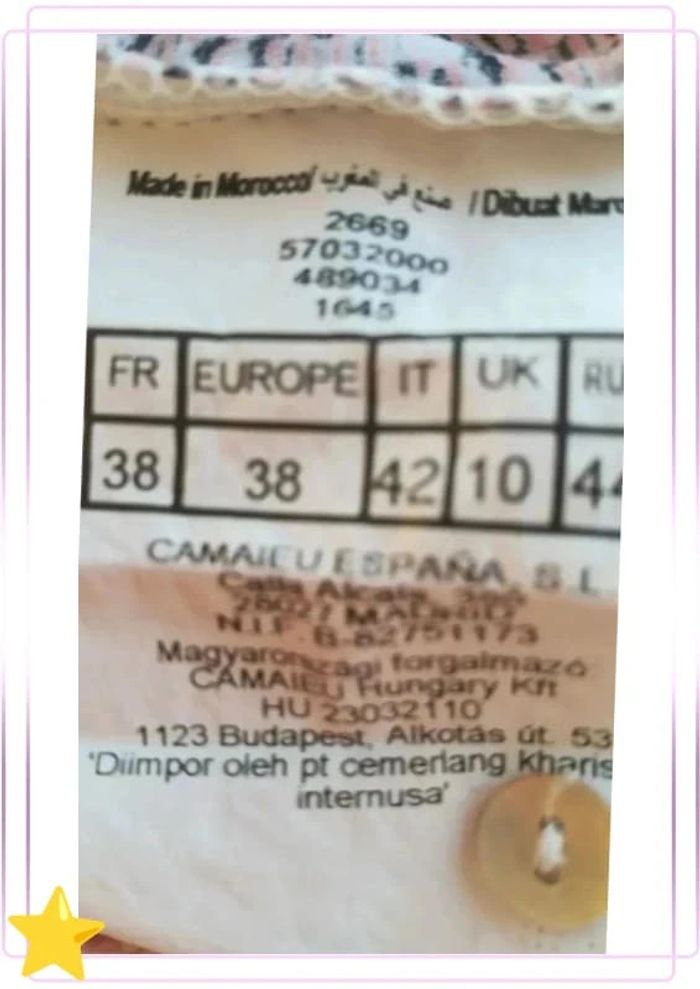 Made in Morocco/ صنع في المغرب / Dibuat Maro
2669
57032000
489034
1645
FR EUROPE IT UK RU
38 38 42 10 44
CAMAIEU ESPAÑA, S.L
28027 MADRID
N.I.F. B-82751173
Magyarországi forgalmazó
CAMAIEU Hungary Kft
HU 23032110
1123 Budapest, Alkotás út. 53
'Diimpor oleh pt cemerlang kharis
internusa'